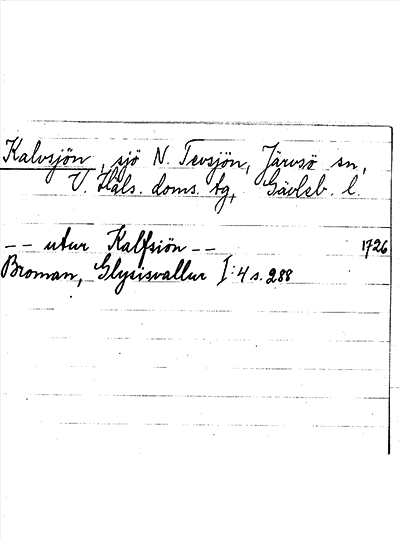 Kalvsjön, sjö N. Tevsjön, Järvsö sn,
V. Häls. doms. tg, Gävleb. l.
-- utur Kalfsiön -- 1726
Broman, Glysisvallur I:4 s. 288